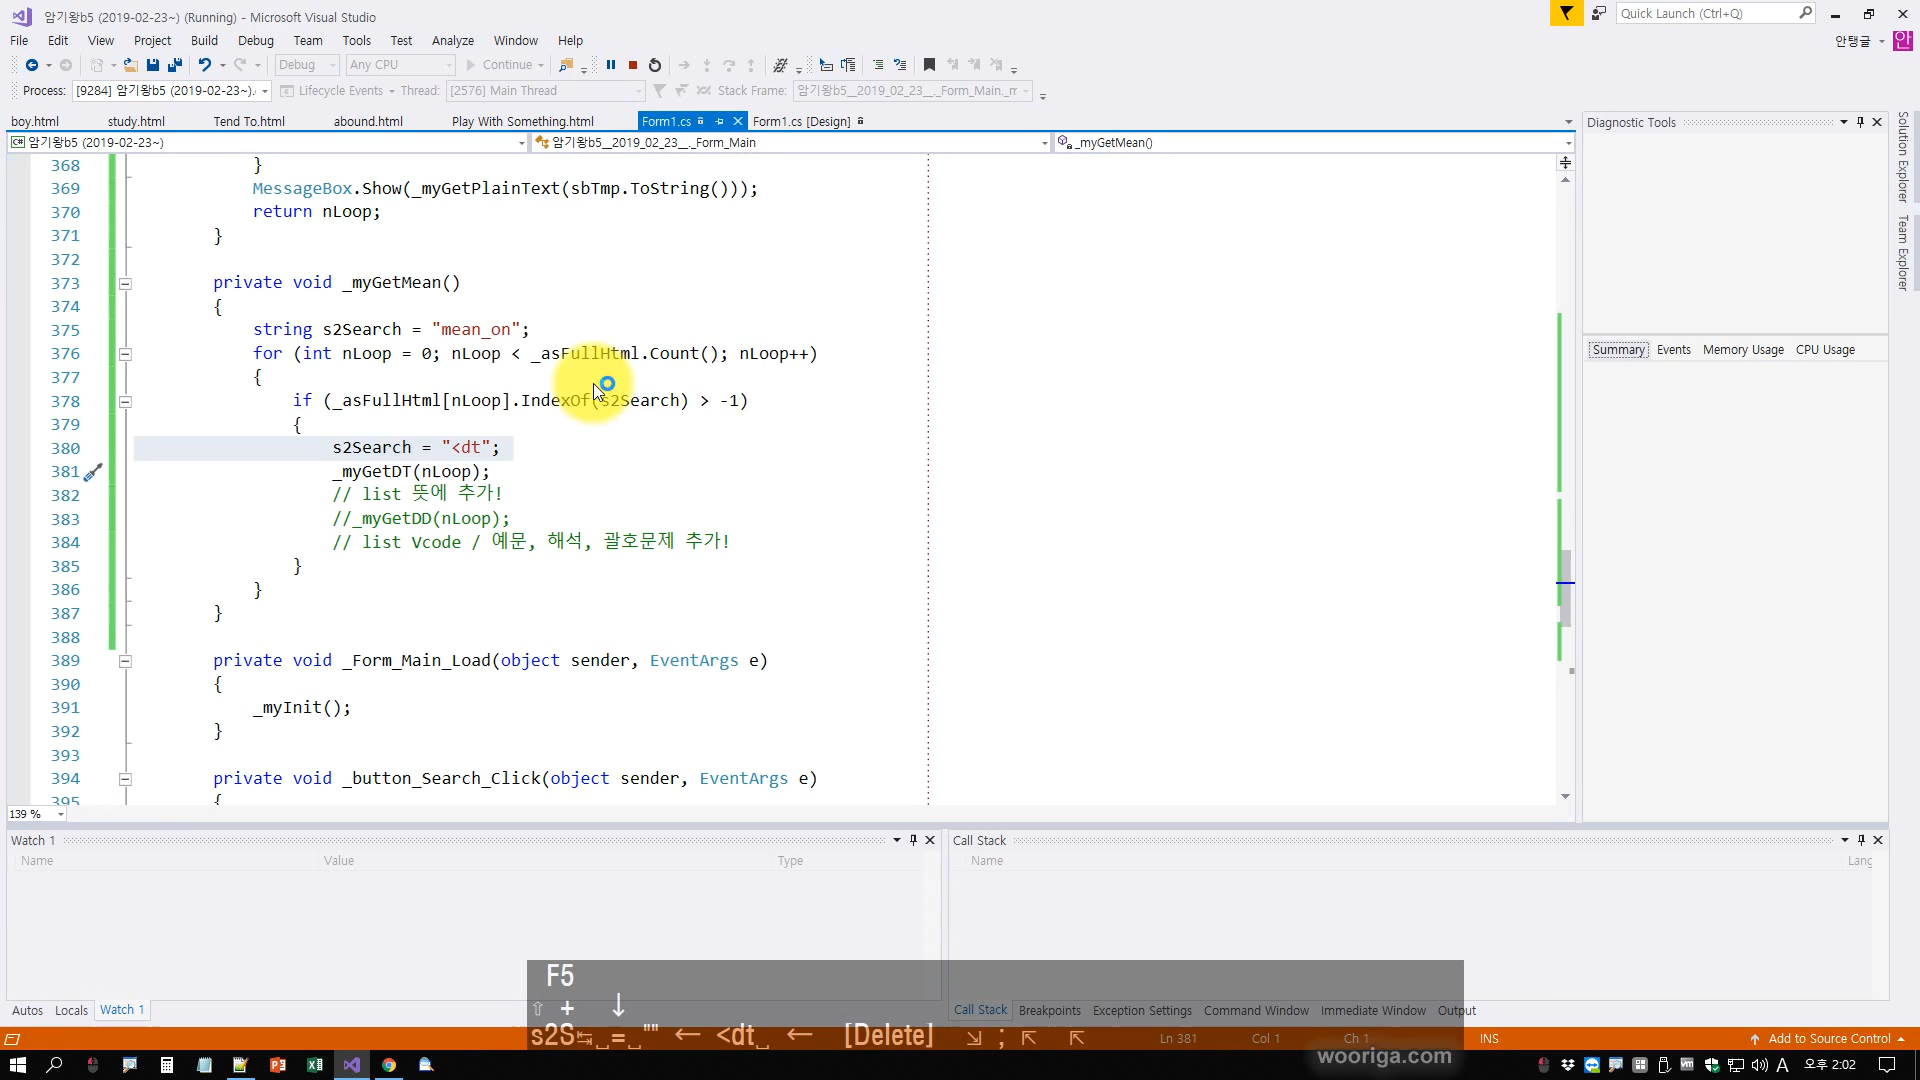 암기왕b5 (2019-02-23~) (Running) - Microsoft Visual Studio
Quick Launch (Ctrl+Q)
File Edit View Project Build Debug Team Tools Test Analyze Window Help
안탱글 안
Debug Any CPU Continue
Process: [9284] 암기왕b5 (2019-02-23~). Lifecycle Events Thread: [2576] Main Thread Stack Frame: 암기왕b5__2019_02_23__._Form_Main._m
boy.html study.html Tend To.html abound.html Play With Something.html Form1.cs Form1.cs [Design]
Diagnostic Tools
C# 암기왕b5 (2019-02-23~) 암기왕b5__2019_02_23__._Form_Main _myGetMean()
Solution Explorer
Team Explorer
368 }
369 MessageBox.Show(_myGetPlainText(sbTmp.ToString()));
370 return nLoop;
371 }
372
373 private void _myGetMean()
374 {
375 string s2Search = "mean_on";
376 for (int nLoop = 0; nLoop < _asFullHtml.Count(); nLoop++)
377 {
378 if (_asFullHtml[nLoop].IndexOf(s2Search) > -1)
379 {
380 s2Search = "<dt";
381 _myGetDT(nLoop);
382 // list 뜻에 추가!
383 //_myGetDD(nLoop);
384 // list Vcode / 예문, 해석, 괄호문제 추가!
385 }
386 }
387 }
388
389 private void _Form_Main_Load(object sender, EventArgs e)
390 {
391 _myInit();
392 }
393
394 private void _button_Search_Click(object sender, EventArgs e)
395 {
Summary Events Memory Usage CPU Usage
139 %
Watch 1
Name Value Type
Call Stack
Name Lang
F5
⇧ + ↓
s2S↹␣=␣"" ← <dt␣ ← [Delete] ⇲ ; ⇱ ⇱
Autos Locals Watch 1
Call Stack Breakpoints Exception Settings Command Window Immediate Window Output
Ln 381 Col 1 Ch 1 INS Add to Source Control
wooriga.com
A 오후 2:02